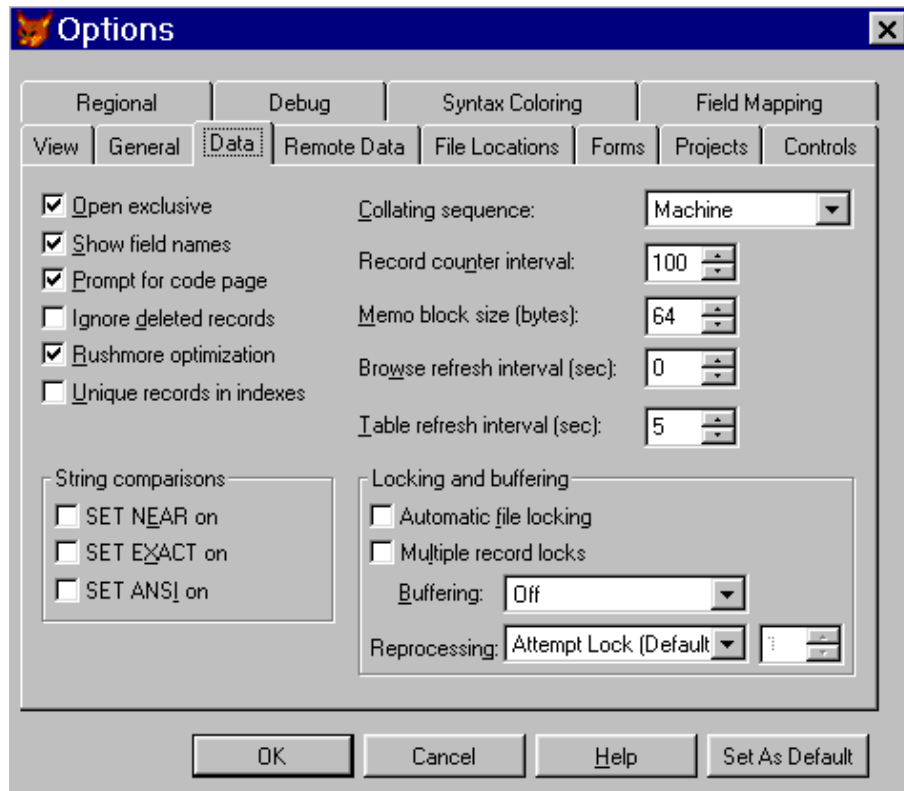 Options
Regional Debug Syntax Coloring Field Mapping
View General Data Remote Data File Locations Forms Projects Controls
Open exclusive
Show field names
Prompt for code page
Ignore deleted records
Rushmore optimization
Unique records in indexes
Collating sequence: Machine
Record counter interval: 100
Memo block size (bytes): 64
Browse refresh interval (sec): 0
Table refresh interval (sec): 5
String comparisons
SET NEAR on
SET EXACT on
SET ANSI on
Locking and buffering
Automatic file locking
Multiple record locks
Buffering: Off
Reprocessing: Attempt Lock (Default
OK Cancel Help Set As Default